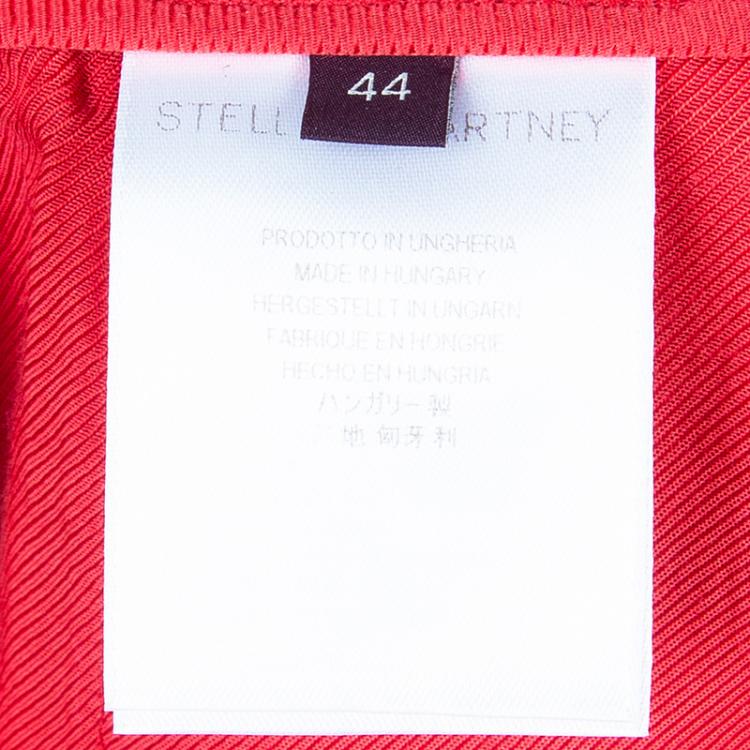 44
STELL ARTNEY
PRODOTTO IN UNGHERIA
MADE IN HUNGARY
HERGESTELLT IN UNGARN
FABRIQUE EN HONGRIE
HECHO EN HUNGRIA
ハンガリー製
地 匈牙利